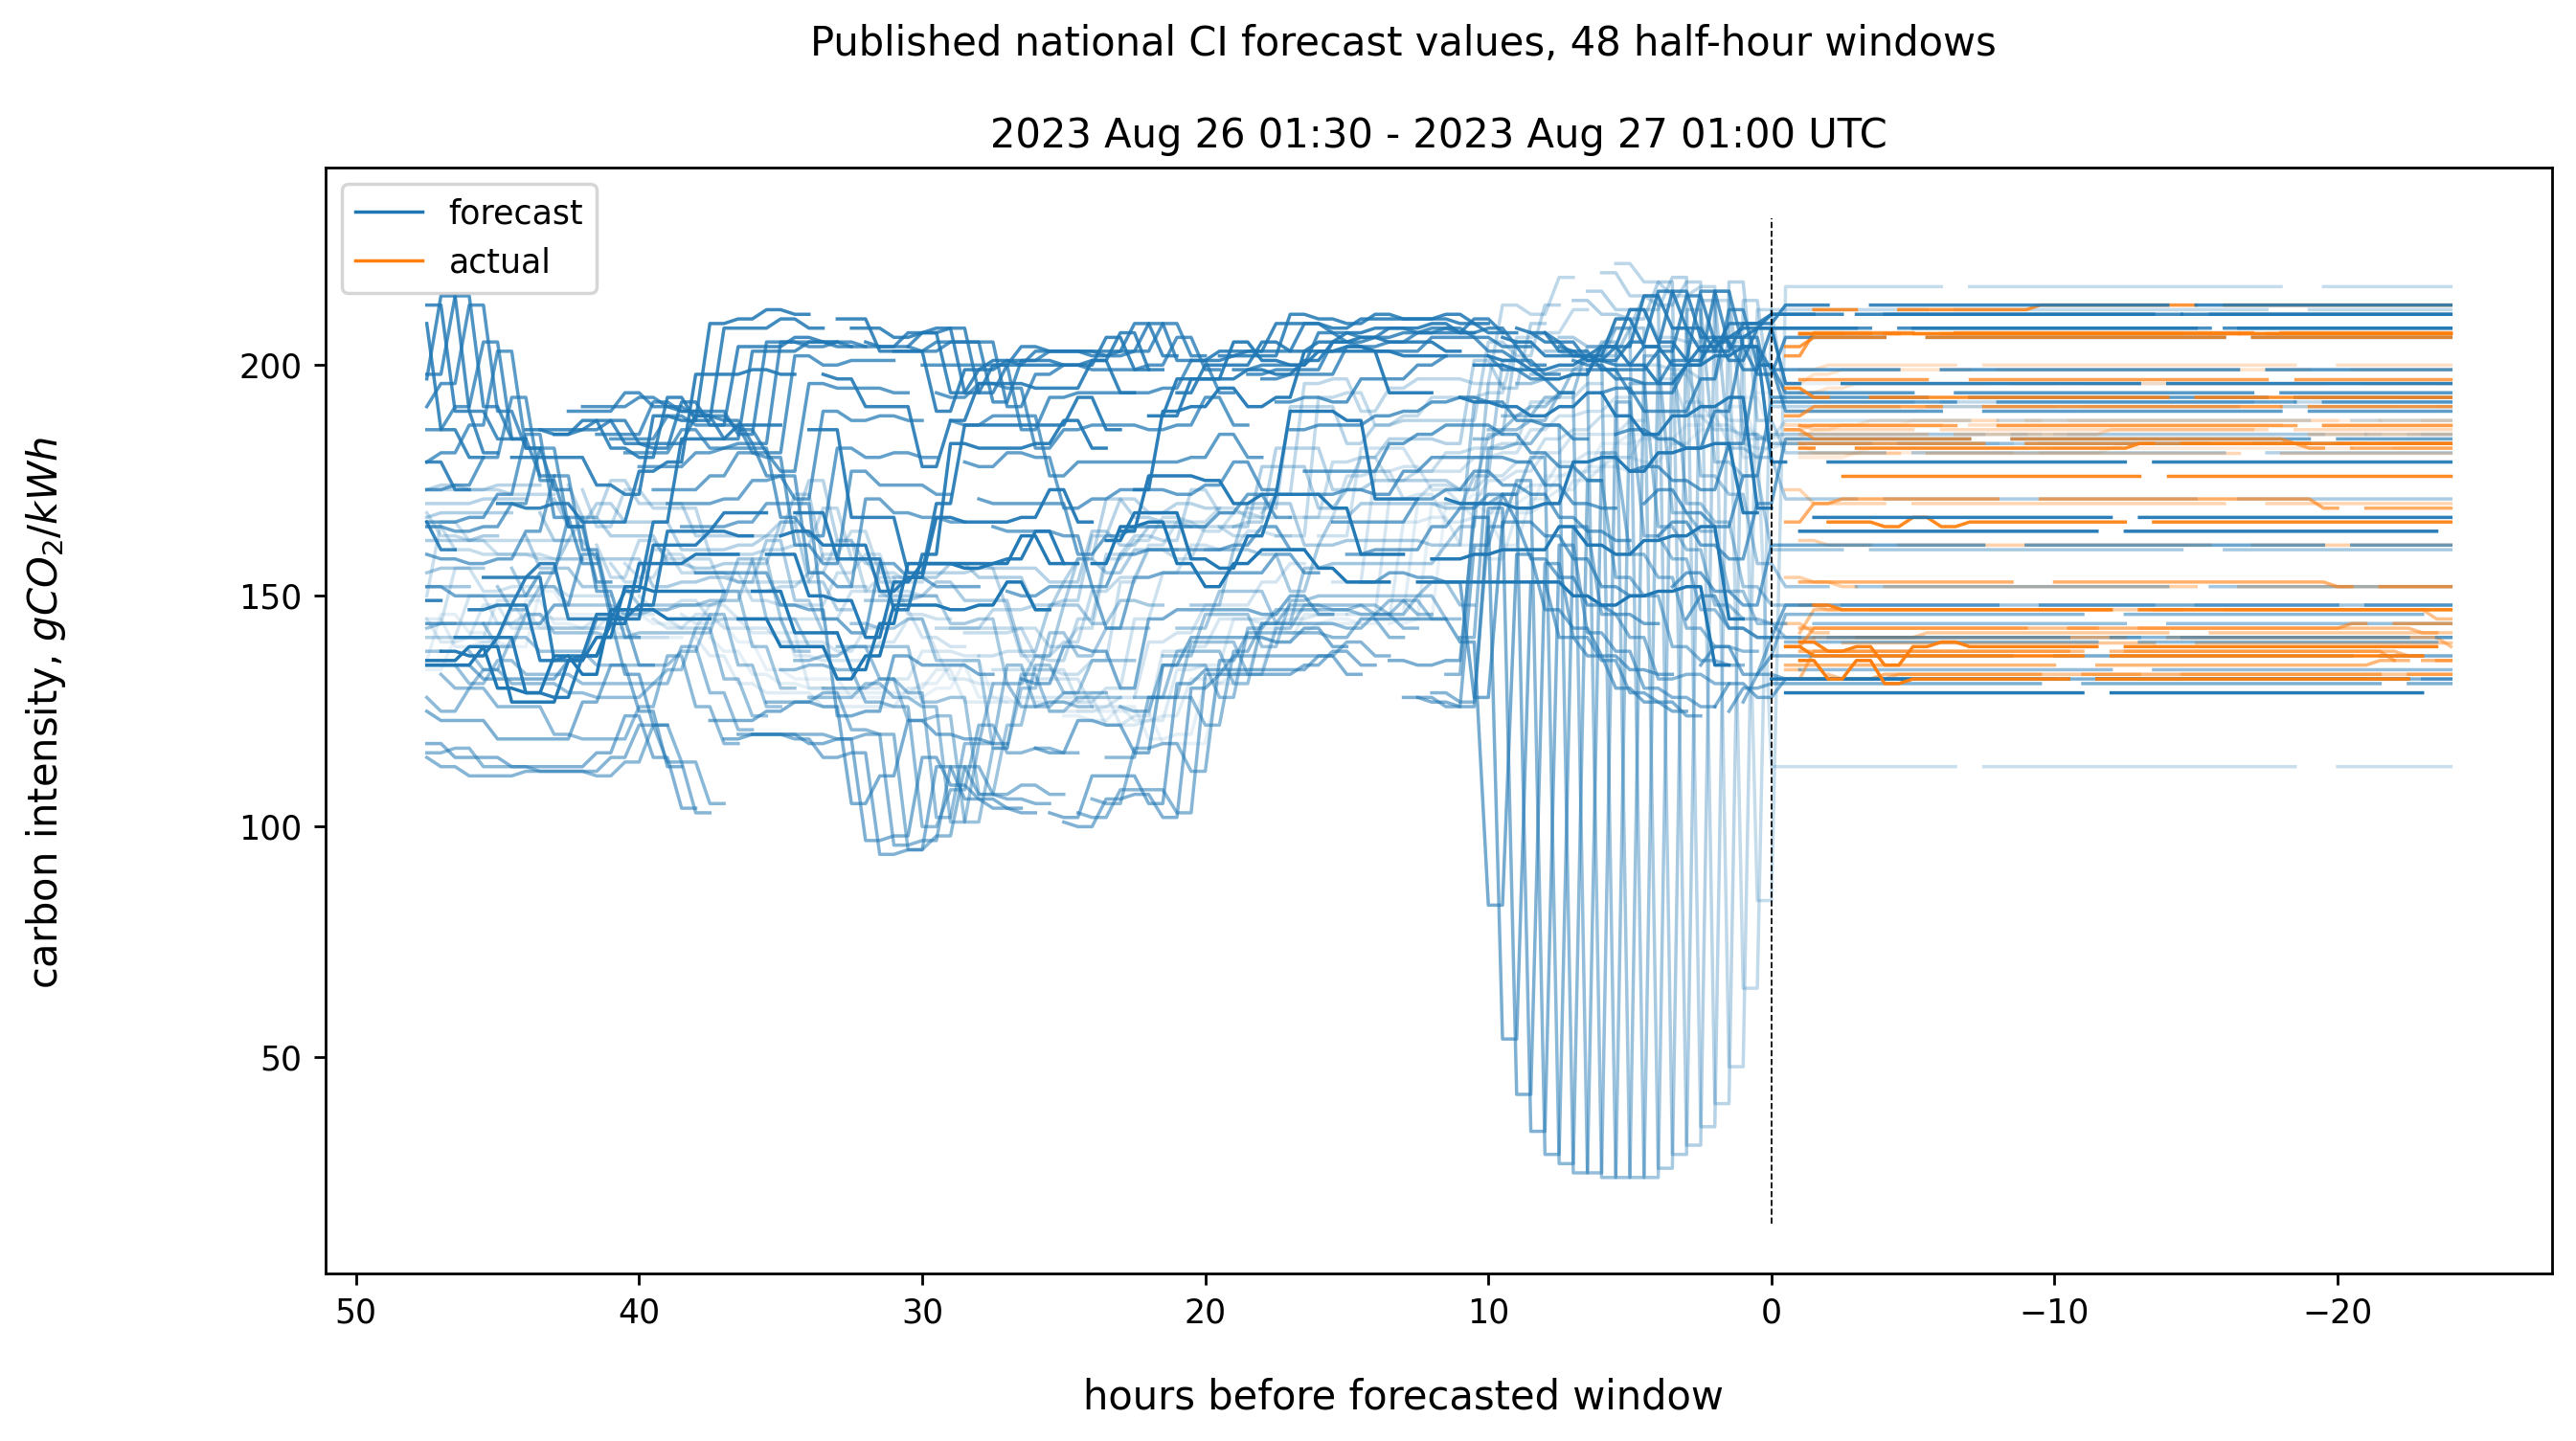 Published national CI forecast values, 48 half-hour windows
2023 Aug 26 01:30 - 2023 Aug 27 01:00 UTC
forecast
actual
carbon intensity, gCO₂/kWh
200
150
100
50
50 40 30 20 10 0 −10 −20
hours before forecasted window